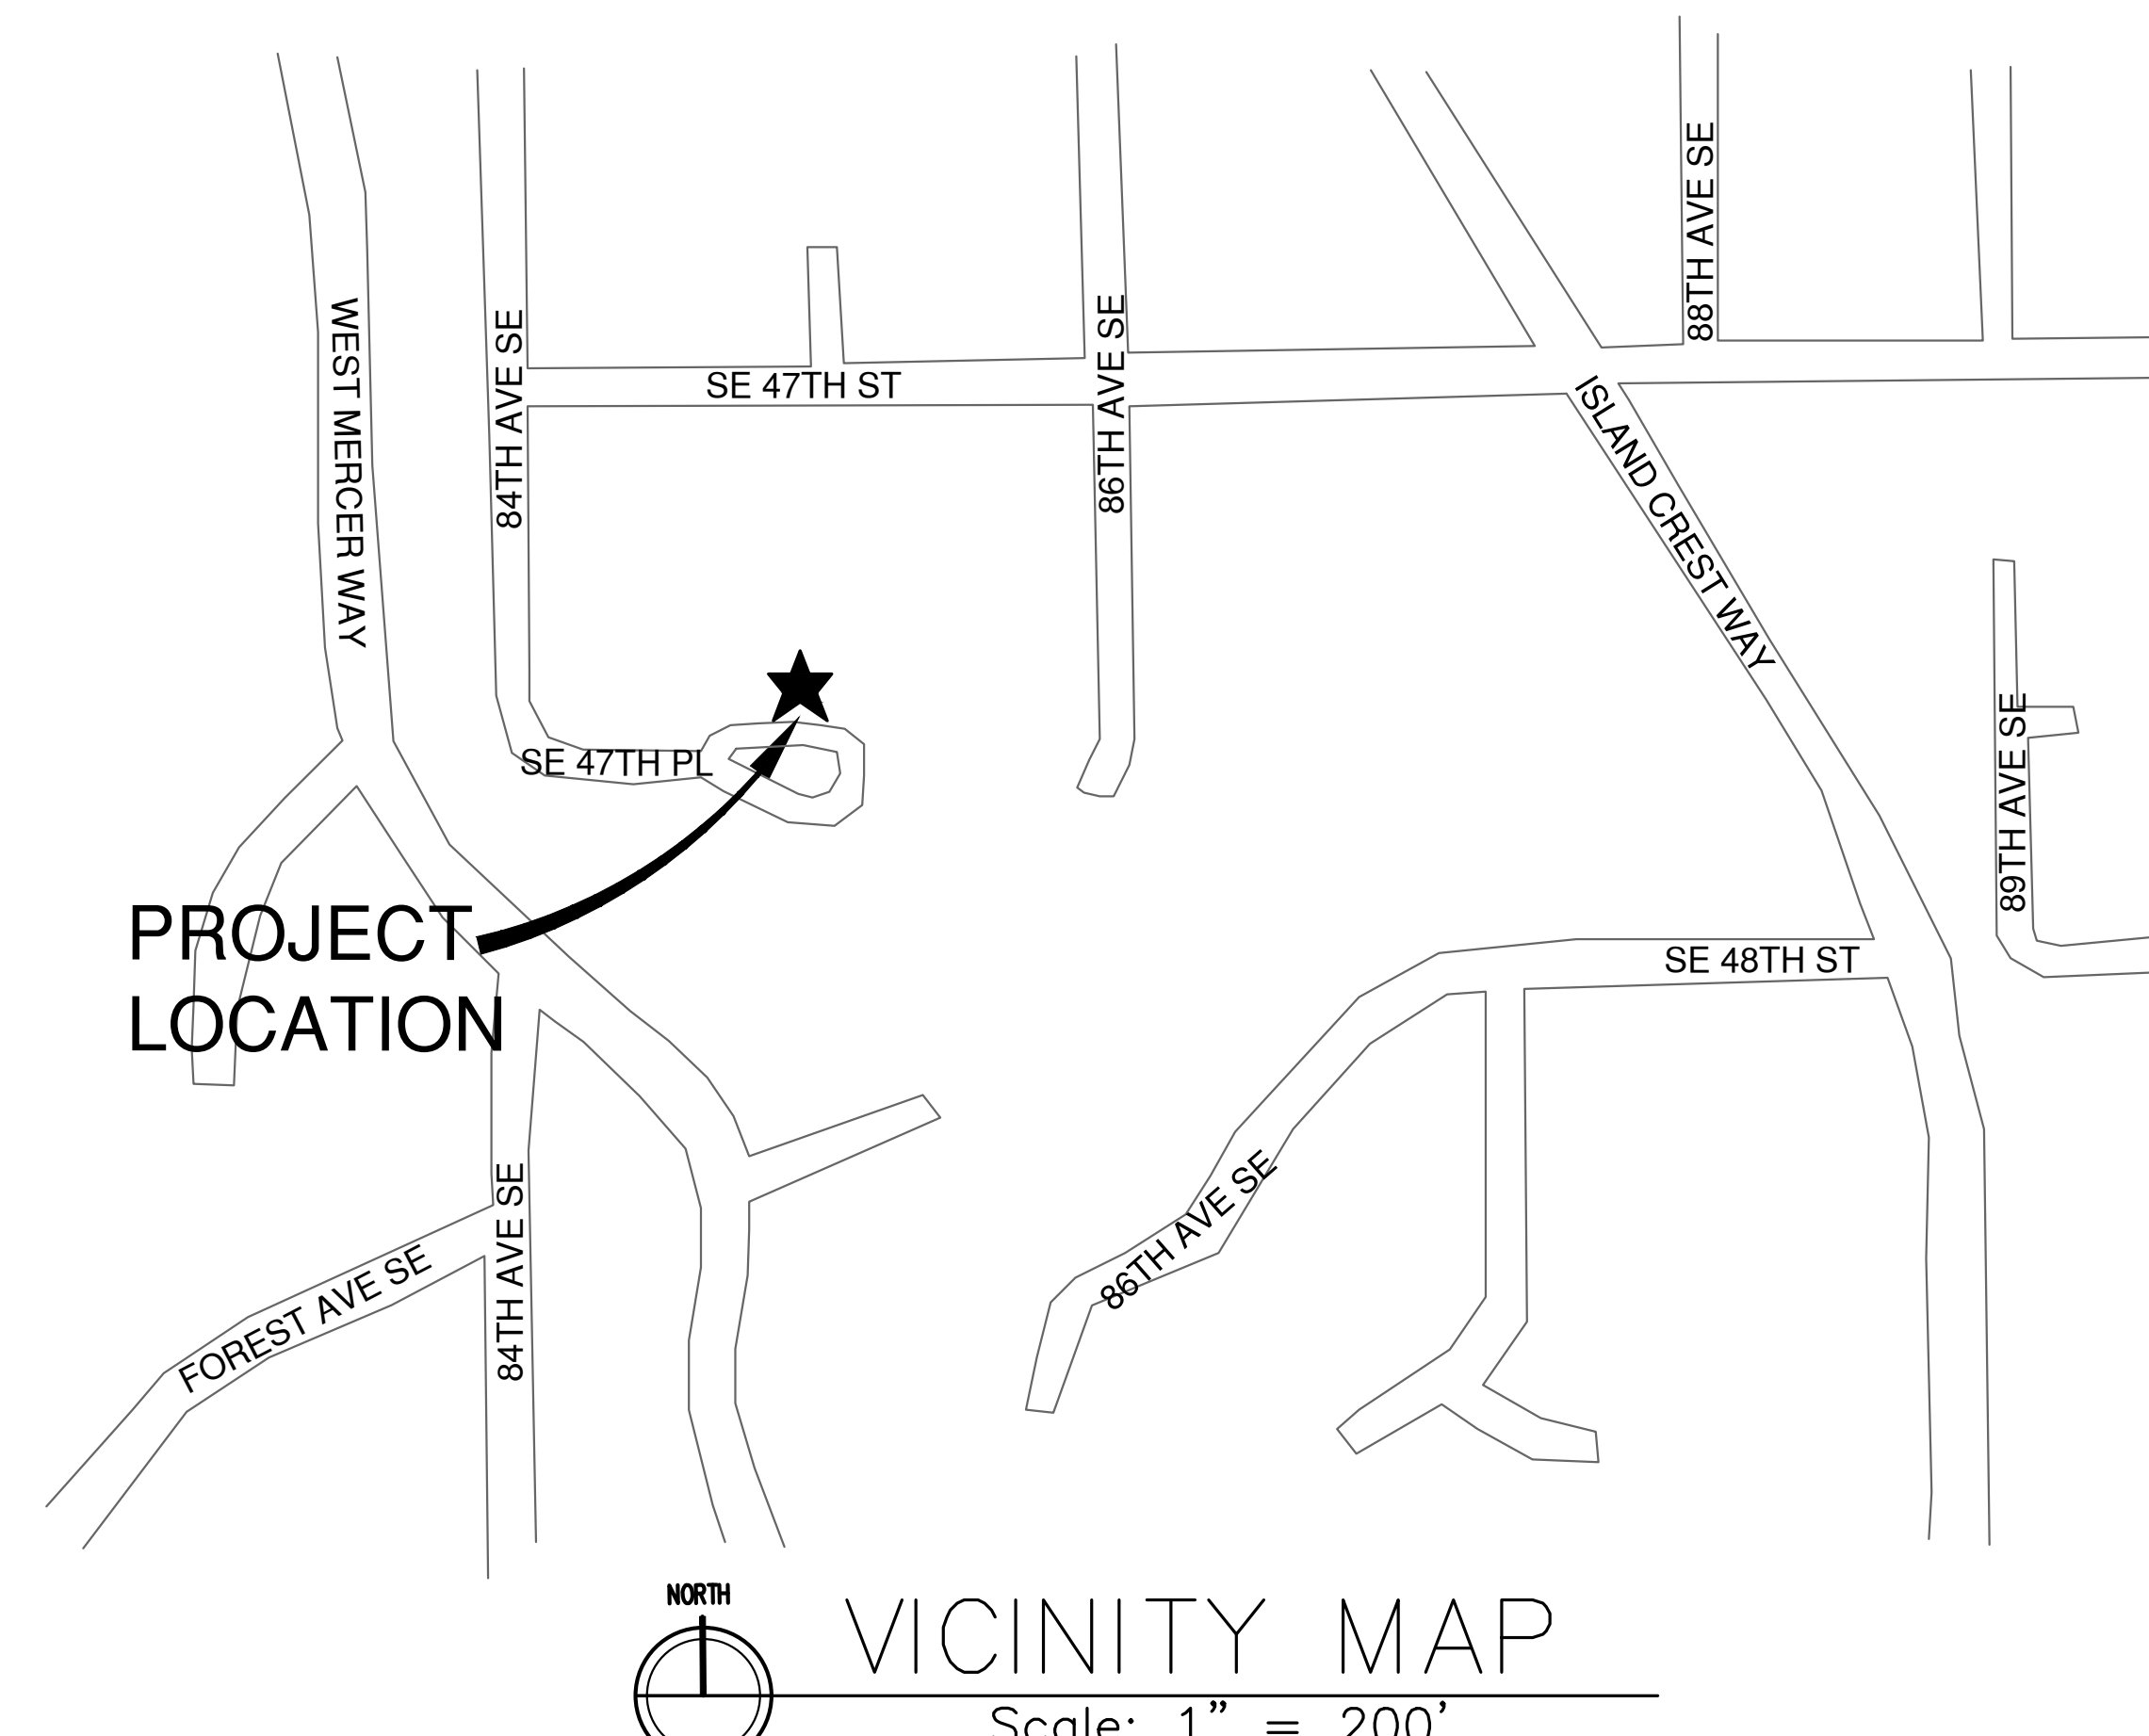 88TH AVE SE
WEST MERCER WAY
84TH AVE SE
SE 47TH ST
86TH AVE SE
ISLAND CREST WAY
SE 47TH PL
89TH AVE SE
PROJECT
LOCATION
SE 48TH ST
86TH AVE SE
84TH AVE SE
FOREST AVE SE
NORTH
VICINITY MAP
Scale: 1" = 200'